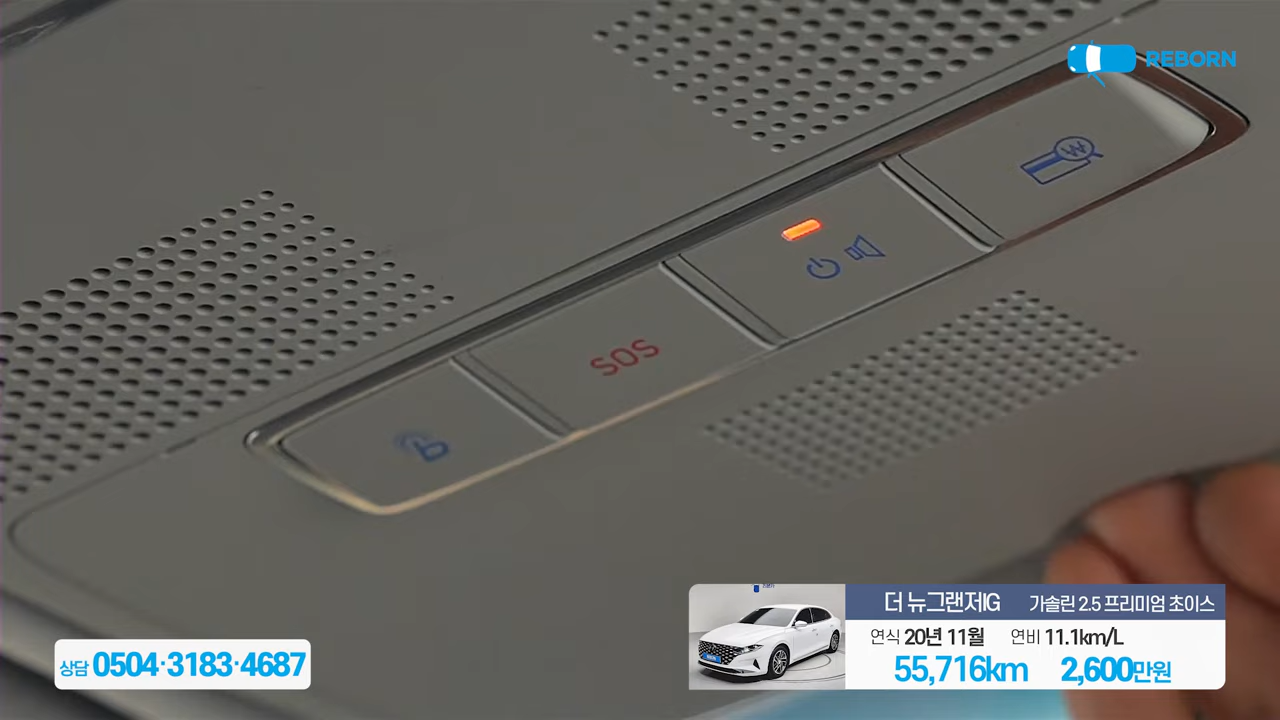 REBORN
W
SOS
더 뉴그랜저IG 가솔린 2.5 프리미엄 초이스
연식 20년 11월 연비 11.1km/L
55,716km 2,600만원
상담 0504·3183·4687